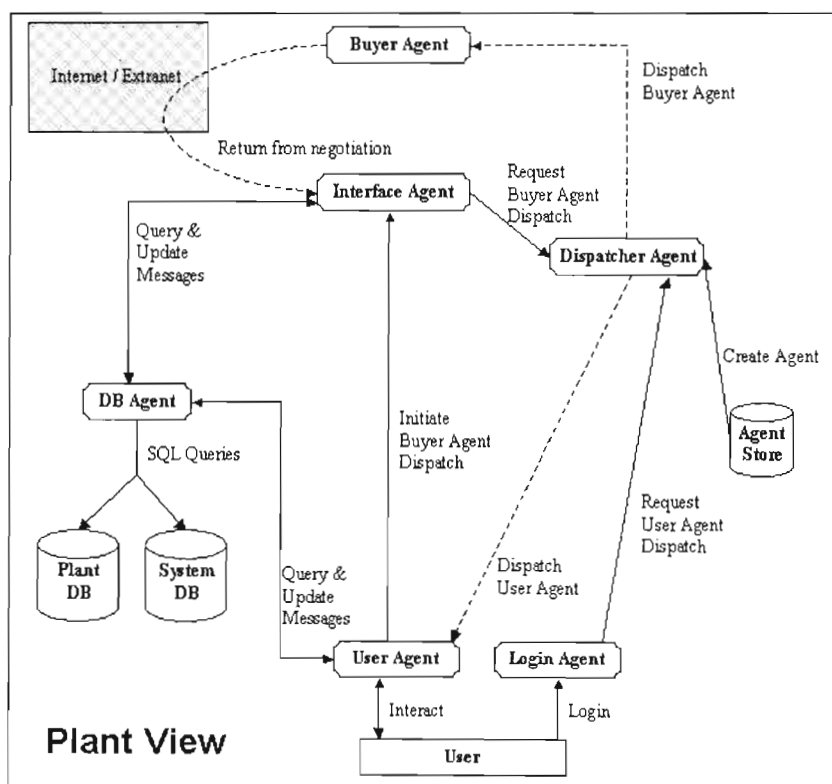 Buyer Agent
Internet / Extranet
Dispatch
Buyer Agent
Return from negotiation
Interface Agent
Request
Buyer Agent
Dispatch
Query &
Update
Messages
Dispatcher Agent
Create Agent
DB Agent
Initiate
Buyer Agent
Dispatch
Agent
Store
SQL Queries
Request
User Agent
Dispatch
Plant
DB
System
DB
Query &
Update
Messages
Dispatch
User Agent
User Agent
Login Agent
Interact
Login
Plant View
User